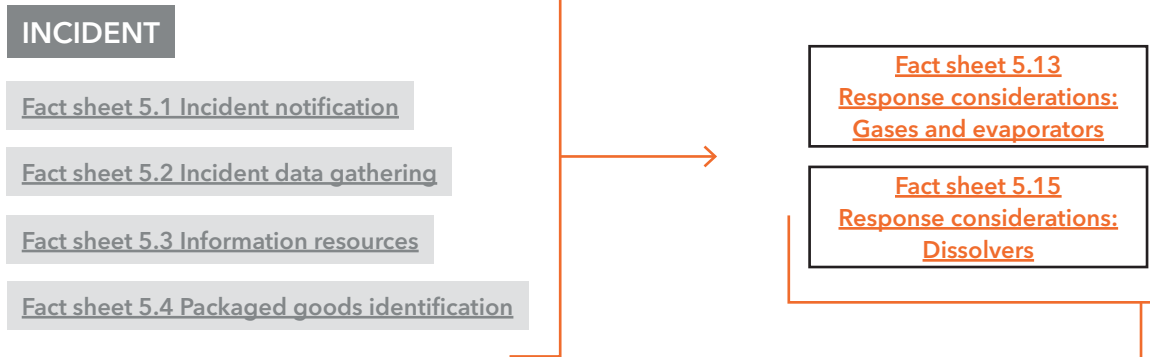 INCIDENT
Fact sheet 5.1 Incident notification
Fact sheet 5.2 Incident data gathering
Fact sheet 5.3 Information resources
Fact sheet 5.4 Packaged goods identification
Fact sheet 5.13
Response considerations:
Gases and evaporators
Fact sheet 5.15
Response considerations:
Dissolvers